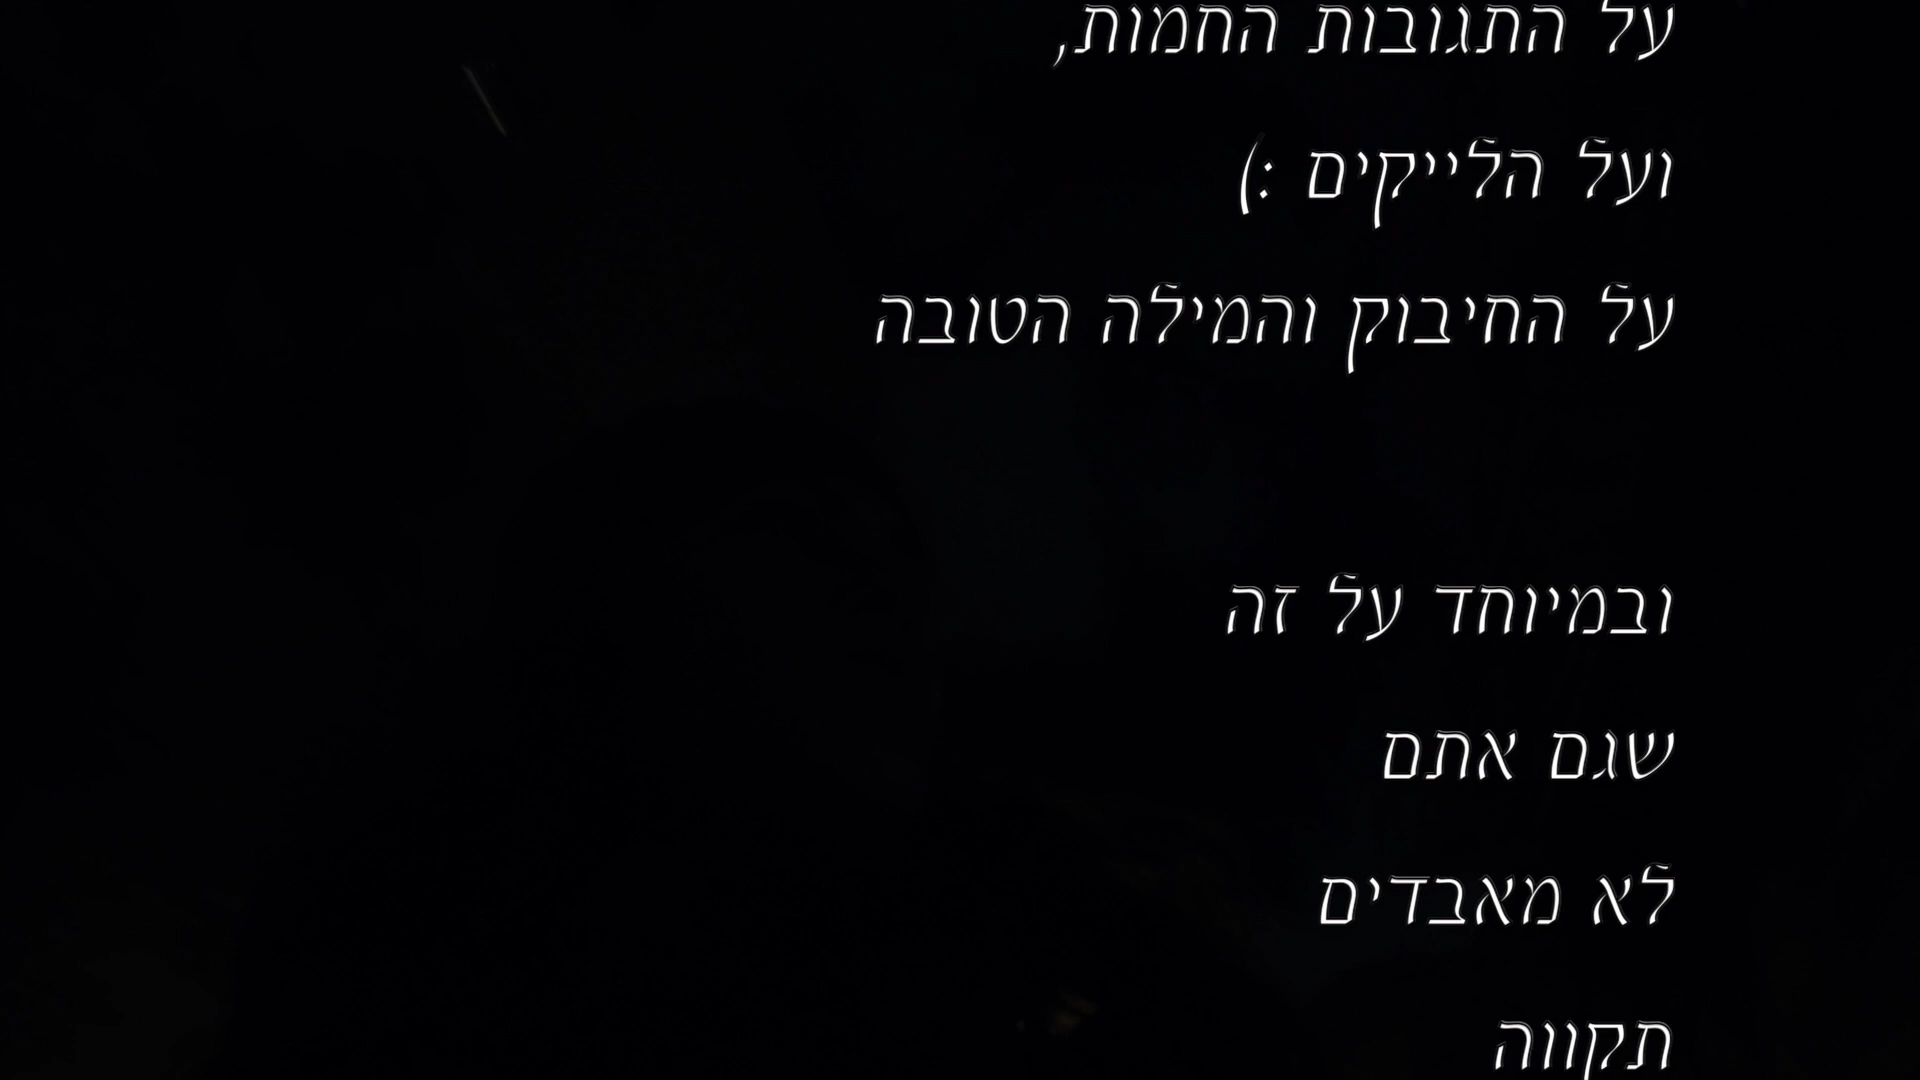 על התגובות החמות,
ועל הלייקים :)
על החיבוק והמילה הטובה
ובמיוחד על זה
שגם אתם
לא מאבדים
תקווה